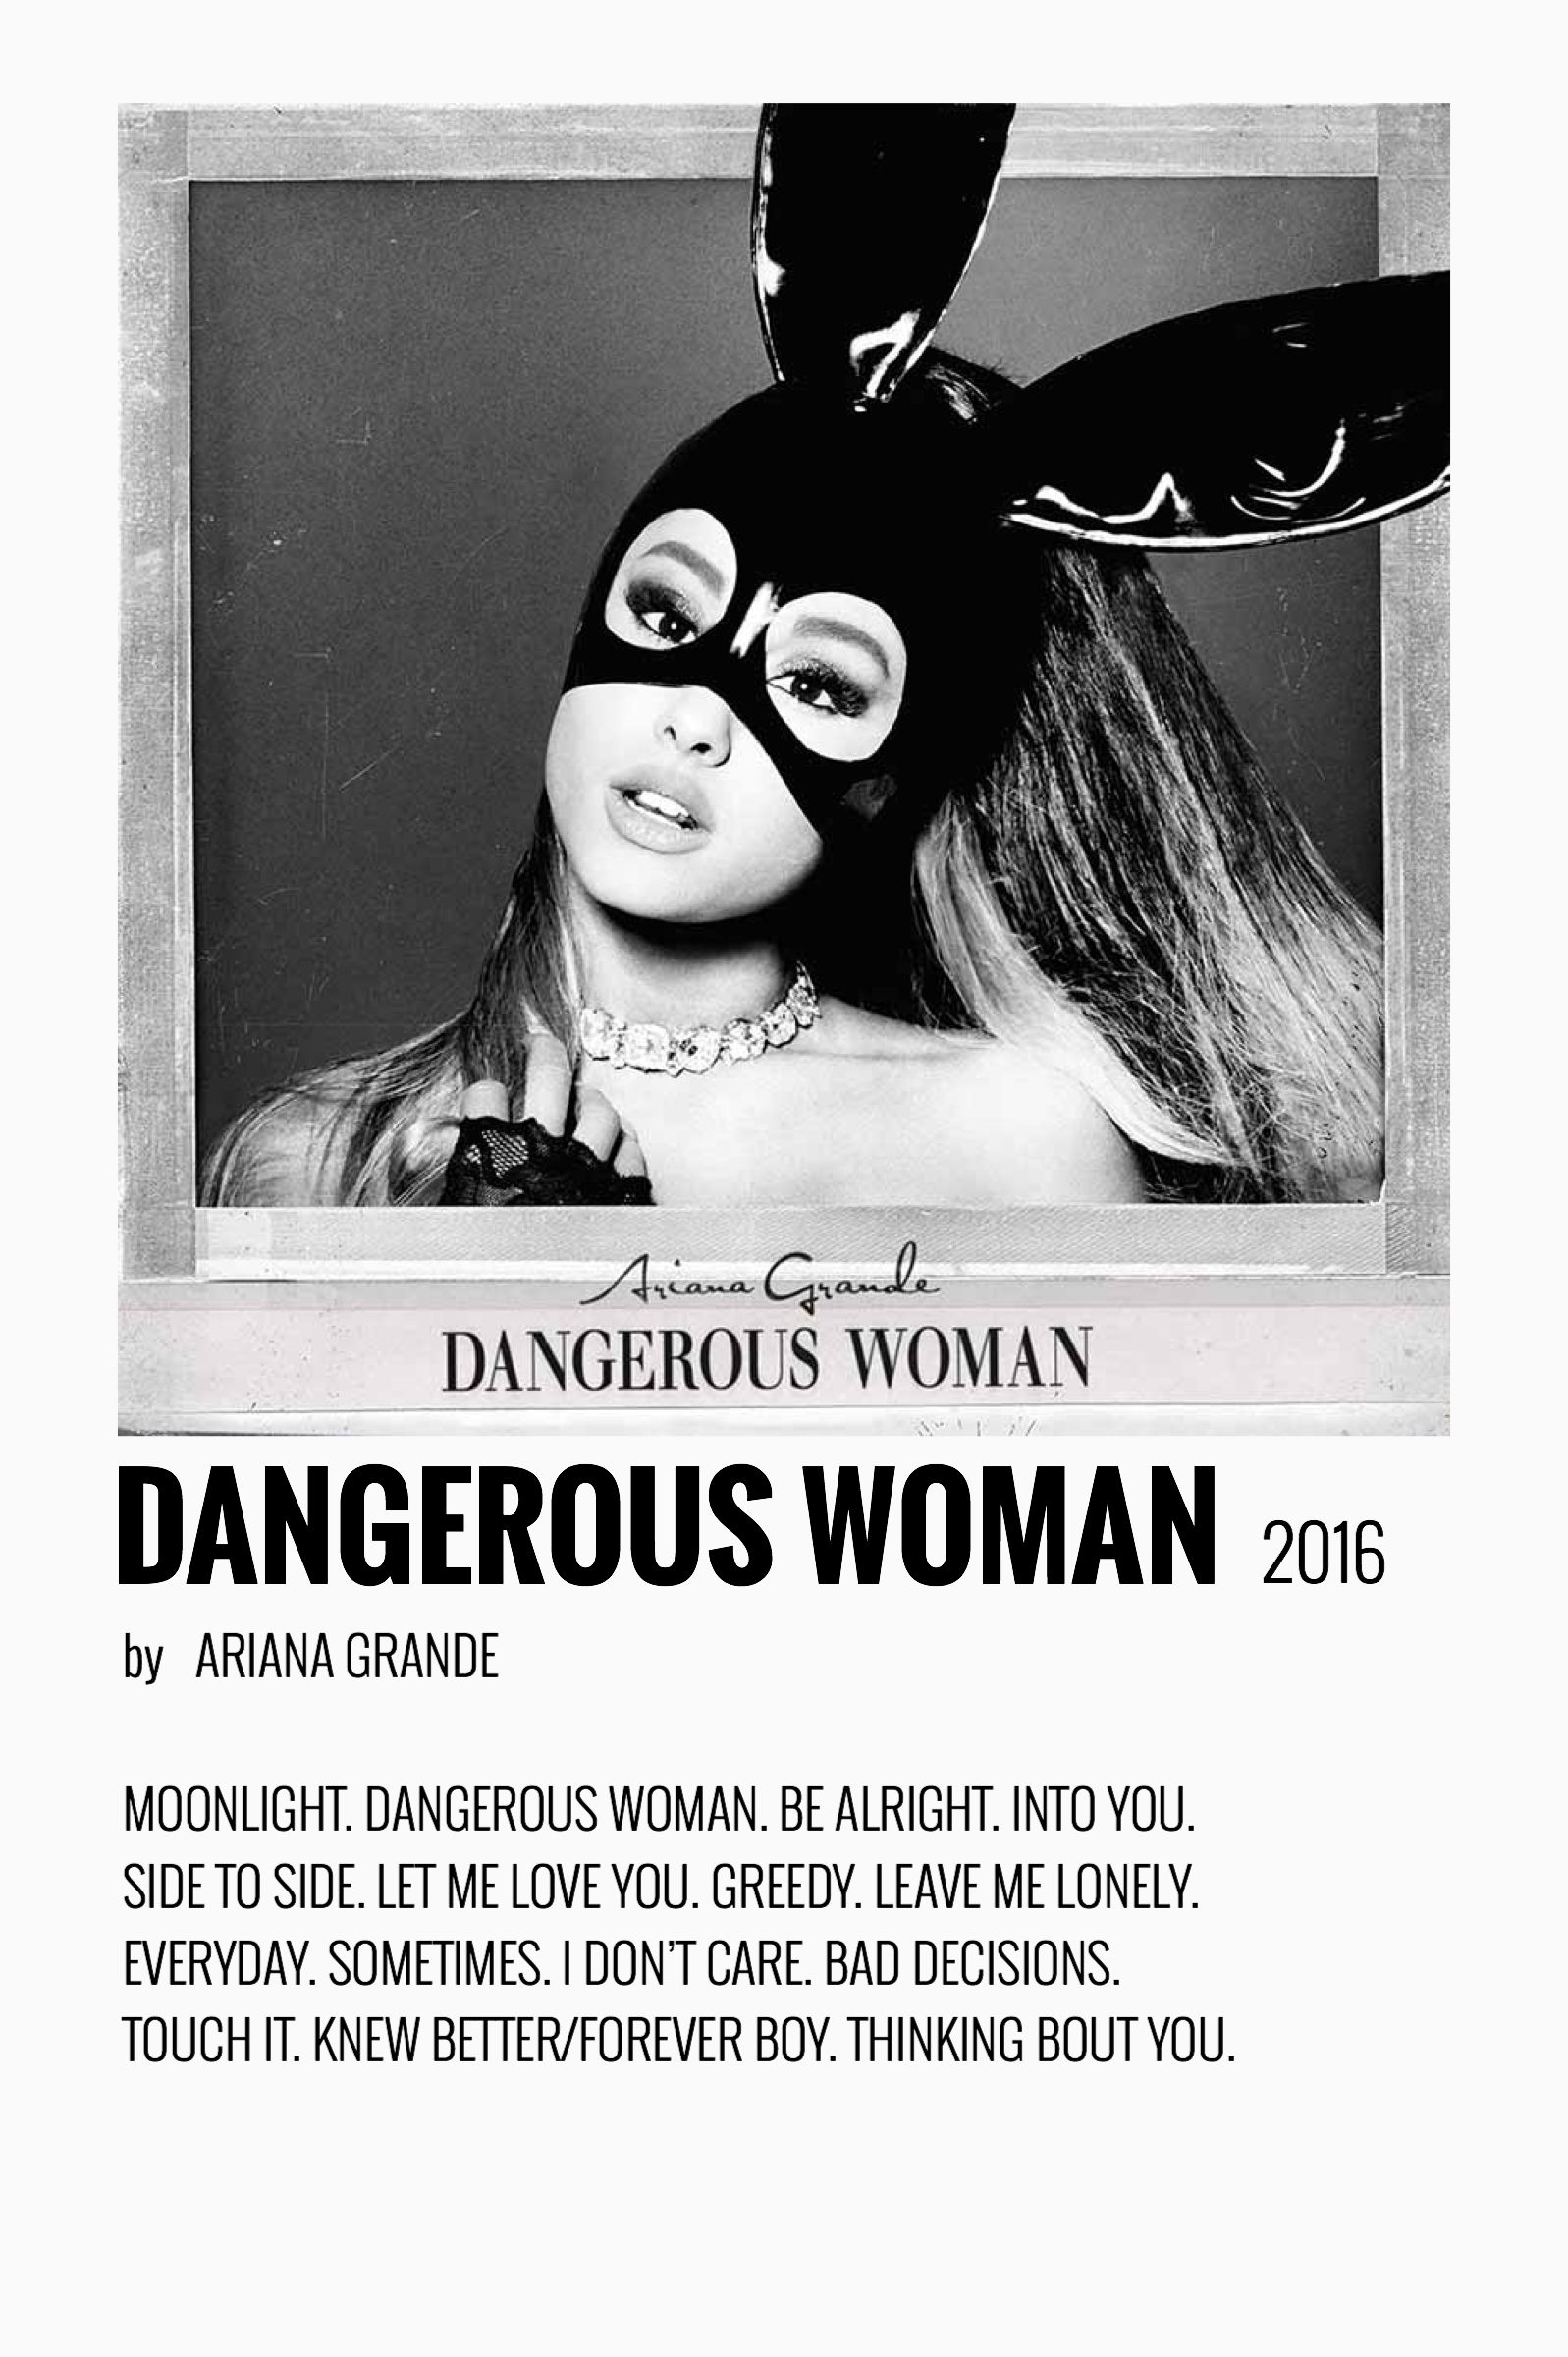 Ariana Grande
DANGEROUS WOMAN
DANGEROUS WOMAN 2016
by ARIANA GRANDE
MOONLIGHT. DANGEROUS WOMAN. BE ALRIGHT. INTO YOU.
SIDE TO SIDE. LET ME LOVE YOU. GREEDY. LEAVE ME LONELY.
EVERYDAY. SOMETIMES. I DON’T CARE. BAD DECISIONS.
TOUCH IT. KNEW BETTER/FOREVER BOY. THINKING BOUT YOU.